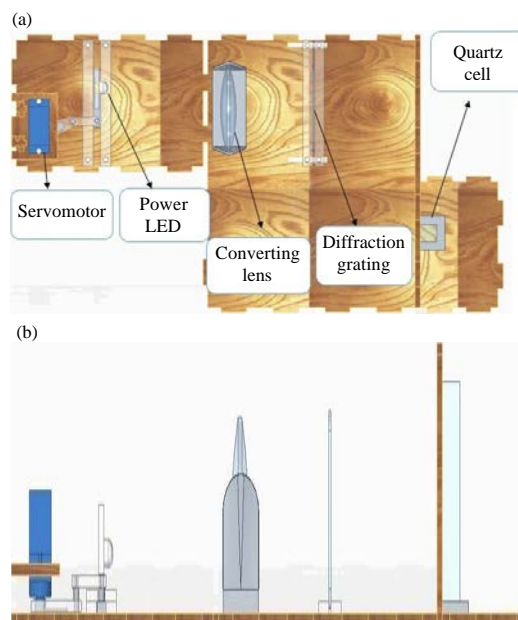 (a)
Quartz
cell
Servomotor
Power
LED
Converting
lens
Diffraction
grating
(b)